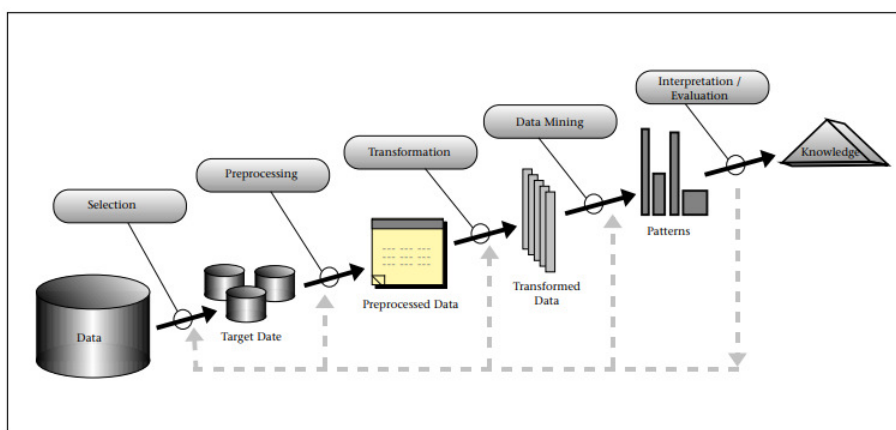 Interpretation /
Evaluation
Data Mining
Transformation
Preprocessing
Selection
Knowledge
Patterns
Transformed
Data
Preprocessed Data
Target Date
Data